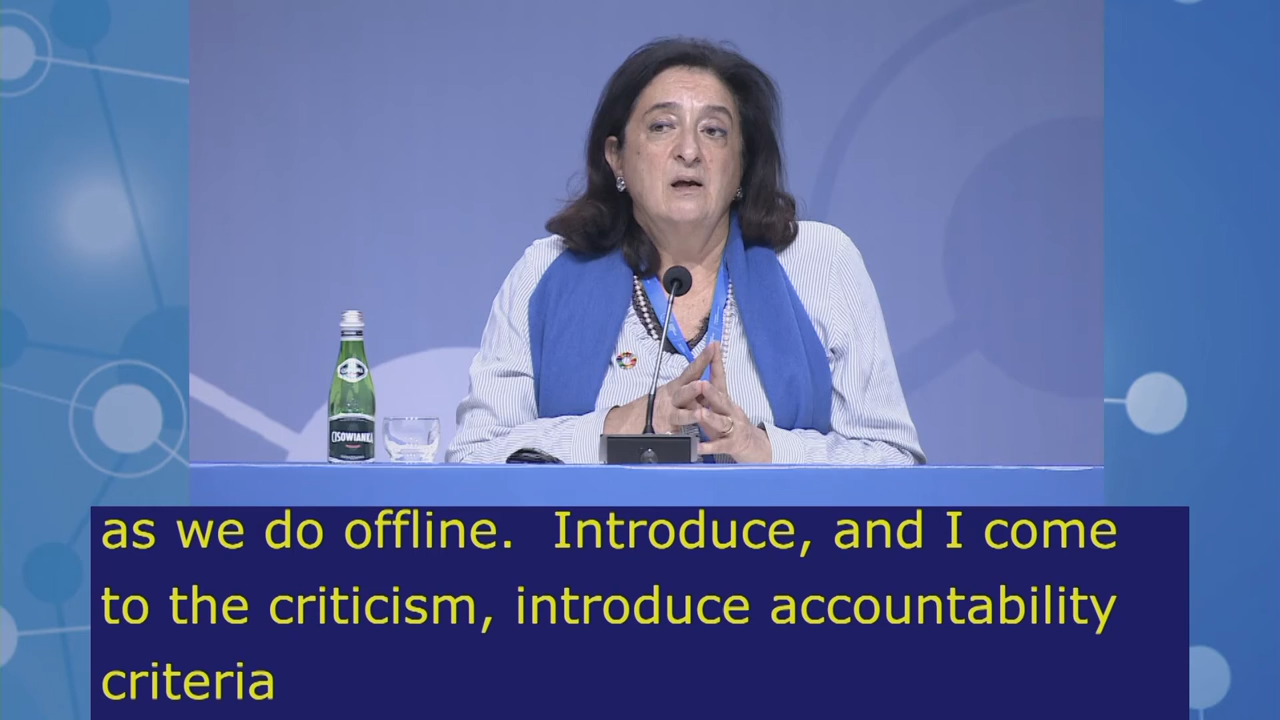 CISOWIANKA
as we do offline.  Introduce, and I come
to the criticism, introduce accountability
criteria